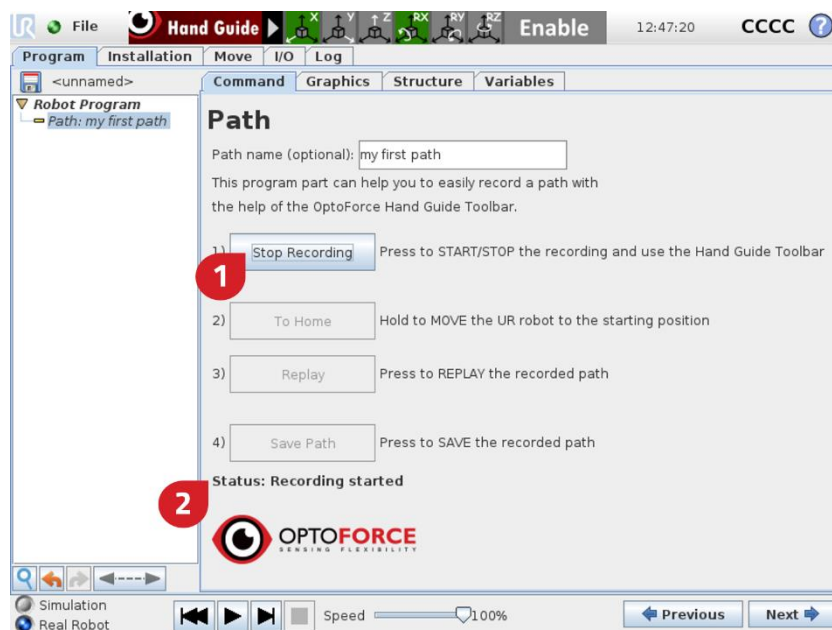 UR File Hand Guide X Y Z RX RY RZ Enable 12:47:20 CCCC ?
Program Installation Move I/O Log
<unnamed> Command Graphics Structure Variables
Robot Program
Path: my first path
Path
Path name (optional): my first path
This program part can help you to easily record a path with
the help of the OptoForce Hand Guide Toolbar.
1) Stop Recording Press to START/STOP the recording and use the Hand Guide Toolbar
1
2) To Home Hold to MOVE the UR robot to the starting position
3) Replay Press to REPLAY the recorded path
4) Save Path Press to SAVE the recorded path
Status: Recording started
2
OPTOFORCE
SENSING FLEXIBILITY
Simulation
Real Robot
Speed 100% Previous Next